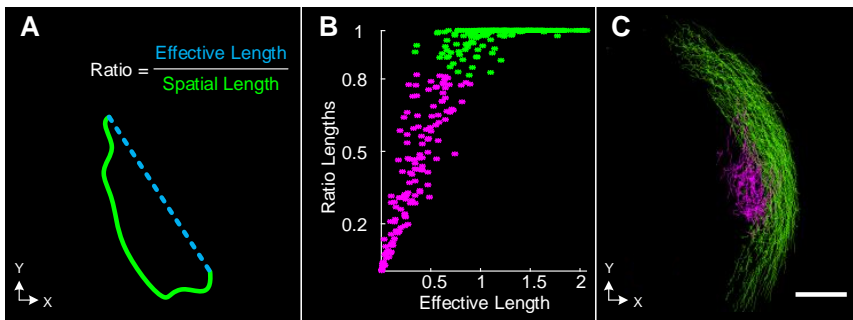 A
Ratio = Effective Length
Spatial Length
Y
X
B
Ratio Lengths
1
0.8
0.5
0.2
0.5 1 1.5 2
Effective Length
C
Y
X